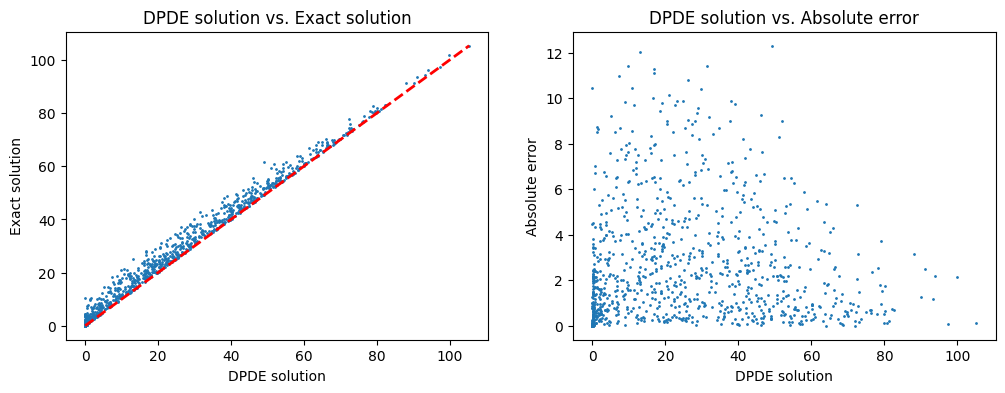 DPDE solution vs. Exact solution
Exact solution
100
80
60
40
20
0
0 20 40 60 80 100
DPDE solution
DPDE solution vs. Absolute error
Absolute error
12
10
8
6
4
2
0
0 20 40 60 80 100
DPDE solution